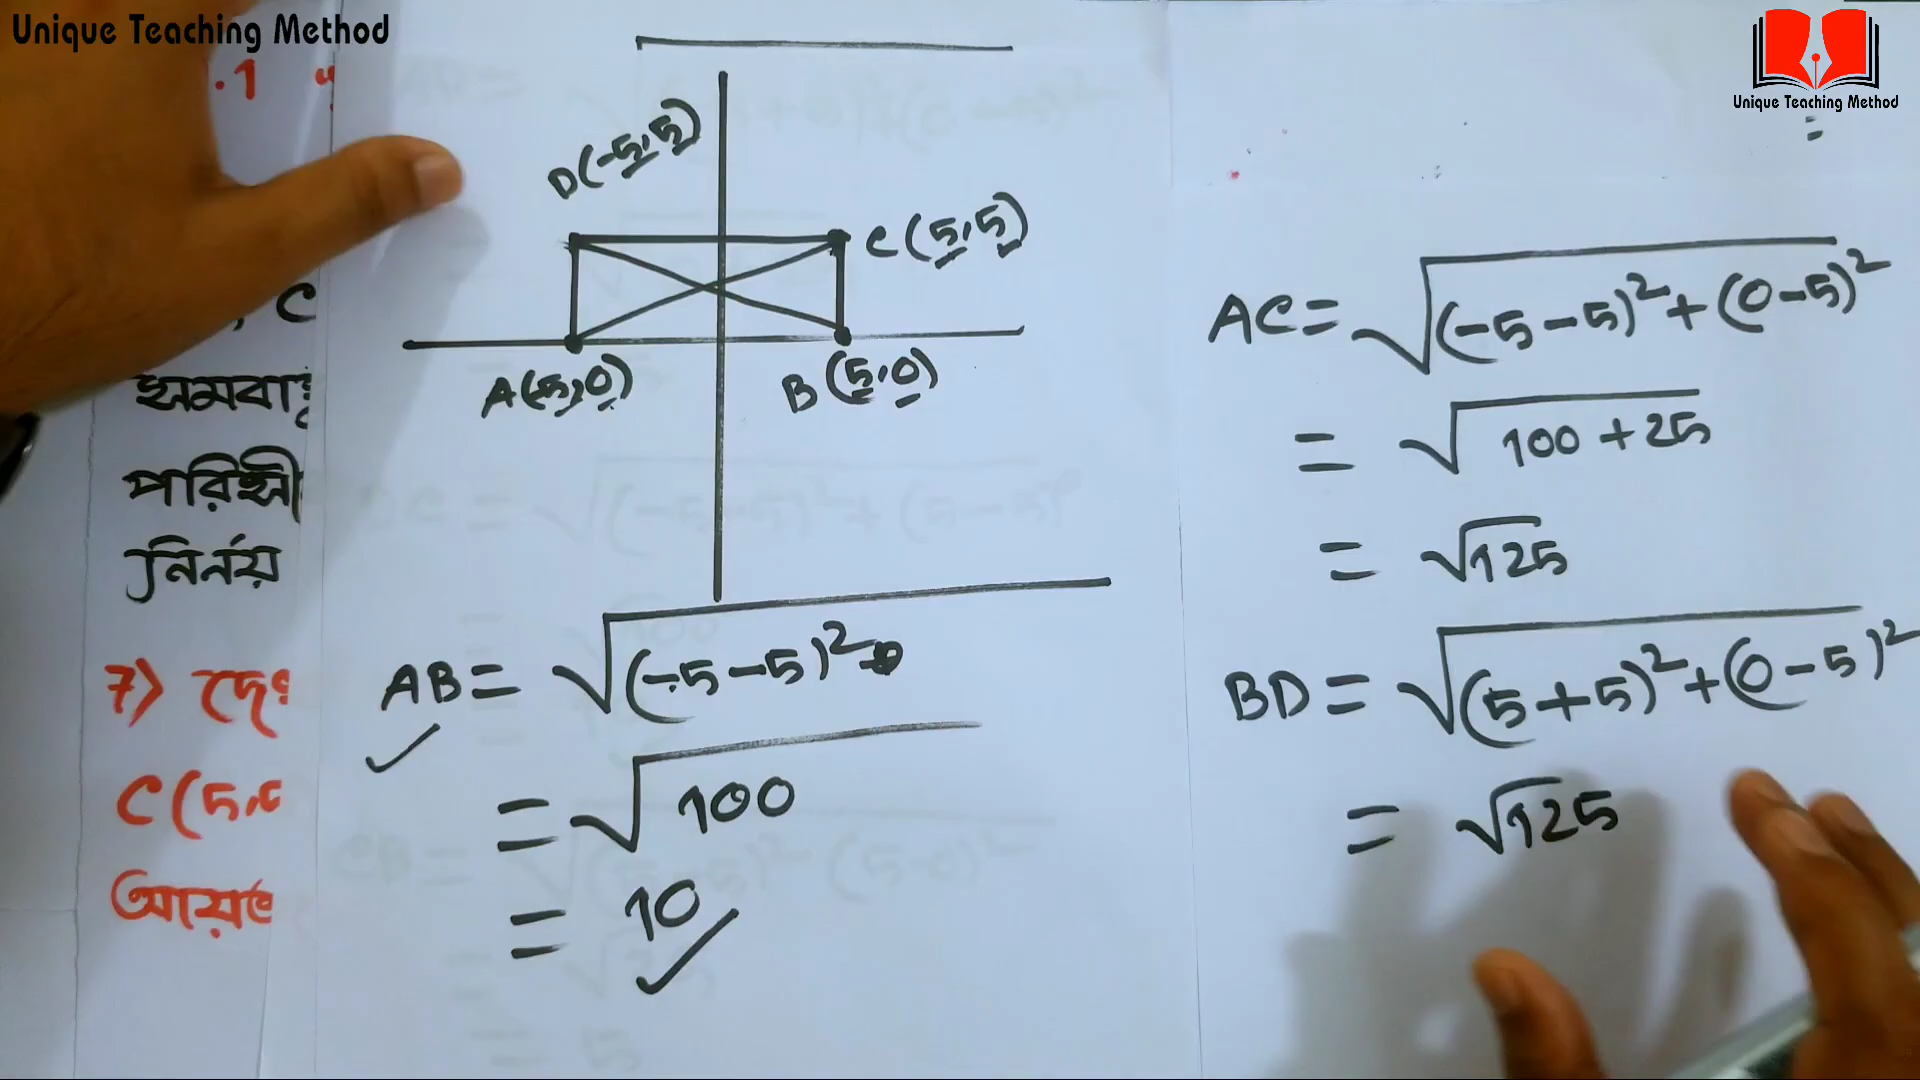 Unique Teaching Method
Unique Teaching Method
.1 "
, C
সমবাহু
পরিসী
নির্নয়
7) দে
C(5,
আয়ত
D(-5,5)
C(5,5)
A(-5,0)
B(5,0)
AB = √(-5-5)²
= √100
= 10
AC = √(-5-5)²+(0-5)²
= √100+25
= √125
BD = √(5+5)²+(0-5)²
= √125